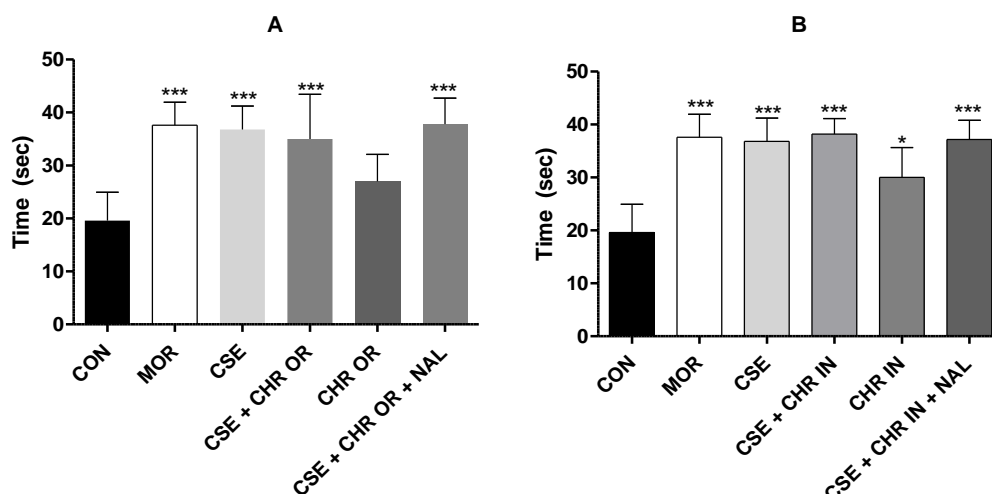 A
Time (sec)
50
40
30
20
10
0
***
***
***
***
CON
MOR
CSE
CSE + CHR OR
CHR OR
CSE + CHR OR + NAL
B
Time (sec)
50
40
30
20
10
0
***
***
***
*
***
CON
MOR
CSE
CSE + CHR IN
CHR IN
CSE + CHR IN + NAL